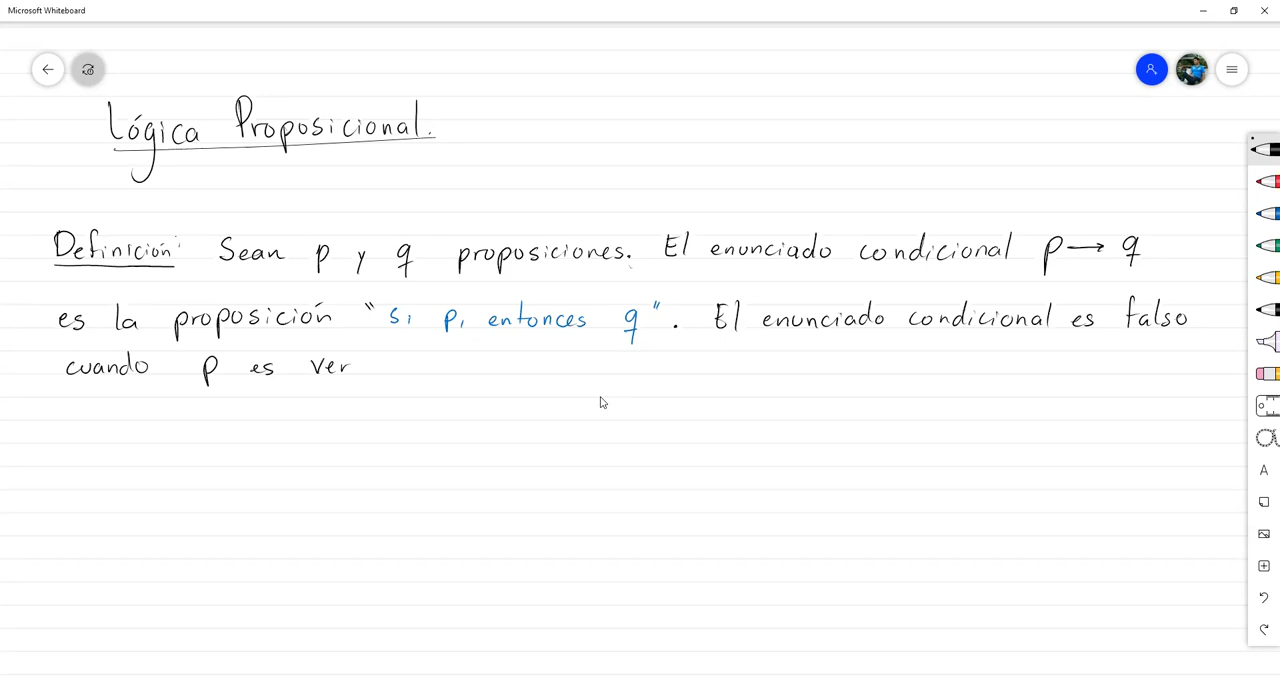 Microsoft Whiteboard
Lógica Proposicional.
Definición: Sean p y q proposiciones. El enunciado condicional p → q
es la proposición "si p, entonces q". El enunciado condicional es falso
cuando p es ver
A